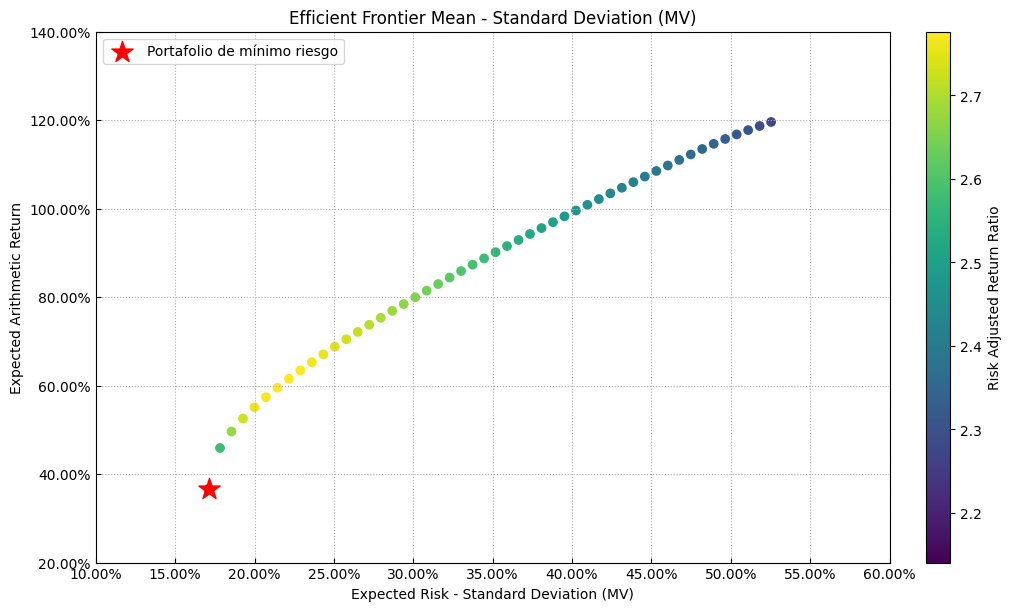 Efficient Frontier Mean - Standard Deviation (MV)
140.00%
120.00%
100.00%
80.00%
60.00%
40.00%
20.00%
Expected Arithmetic Return
Portafolio de mínimo riesgo
10.00% 15.00% 20.00% 25.00% 30.00% 35.00% 40.00% 45.00% 50.00% 55.00% 60.00%
Expected Risk - Standard Deviation (MV)
2.7
2.6
2.5
2.4
2.3
2.2
Risk Adjusted Return Ratio